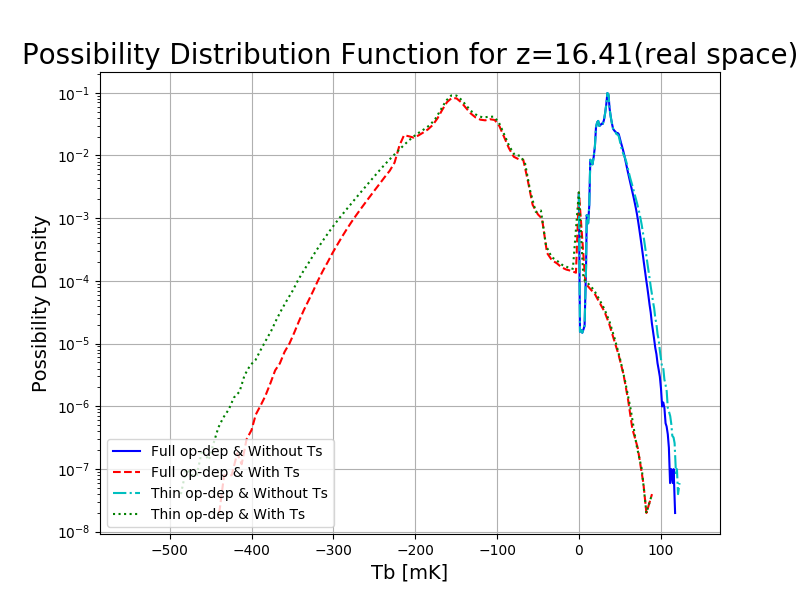 Possibility Distribution Function for z=16.41(real space)
Possibility Density
10⁻¹
10⁻²
10⁻³
10⁻⁴
10⁻⁵
10⁻⁶
10⁻⁷
10⁻⁸
Full op-dep & Without Ts
Full op-dep & With Ts
Thin op-dep & Without Ts
Thin op-dep & With Ts
−500 −400 −300 −200 −100 0 100
Tb [mK]